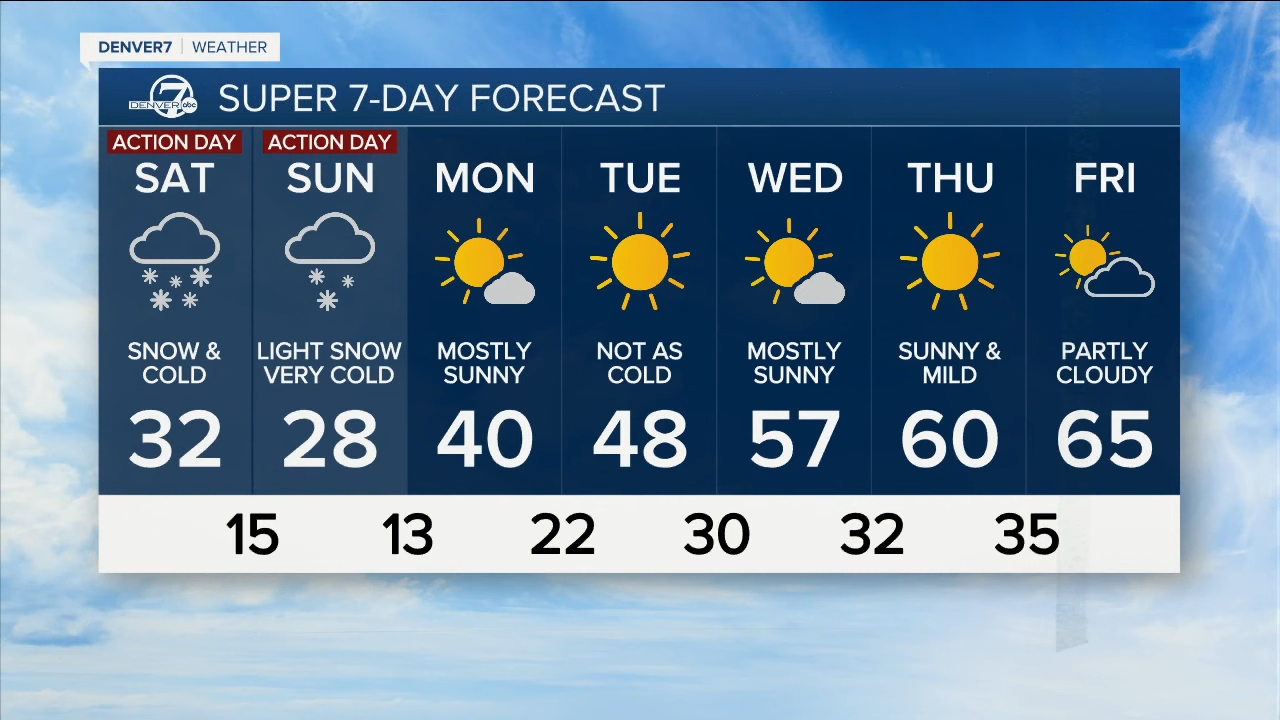 DENVER7 | WEATHER
7
DENVER abc
SUPER 7-DAY FORECAST
ACTION DAY
SAT
SNOW &
COLD
32
ACTION DAY
SUN
LIGHT SNOW
VERY COLD
28
MON
MOSTLY
SUNNY
40
TUE
NOT AS
COLD
48
WED
MOSTLY
SUNNY
57
THU
SUNNY &
MILD
60
FRI
PARTLY
CLOUDY
65
15 13 22 30 32 35